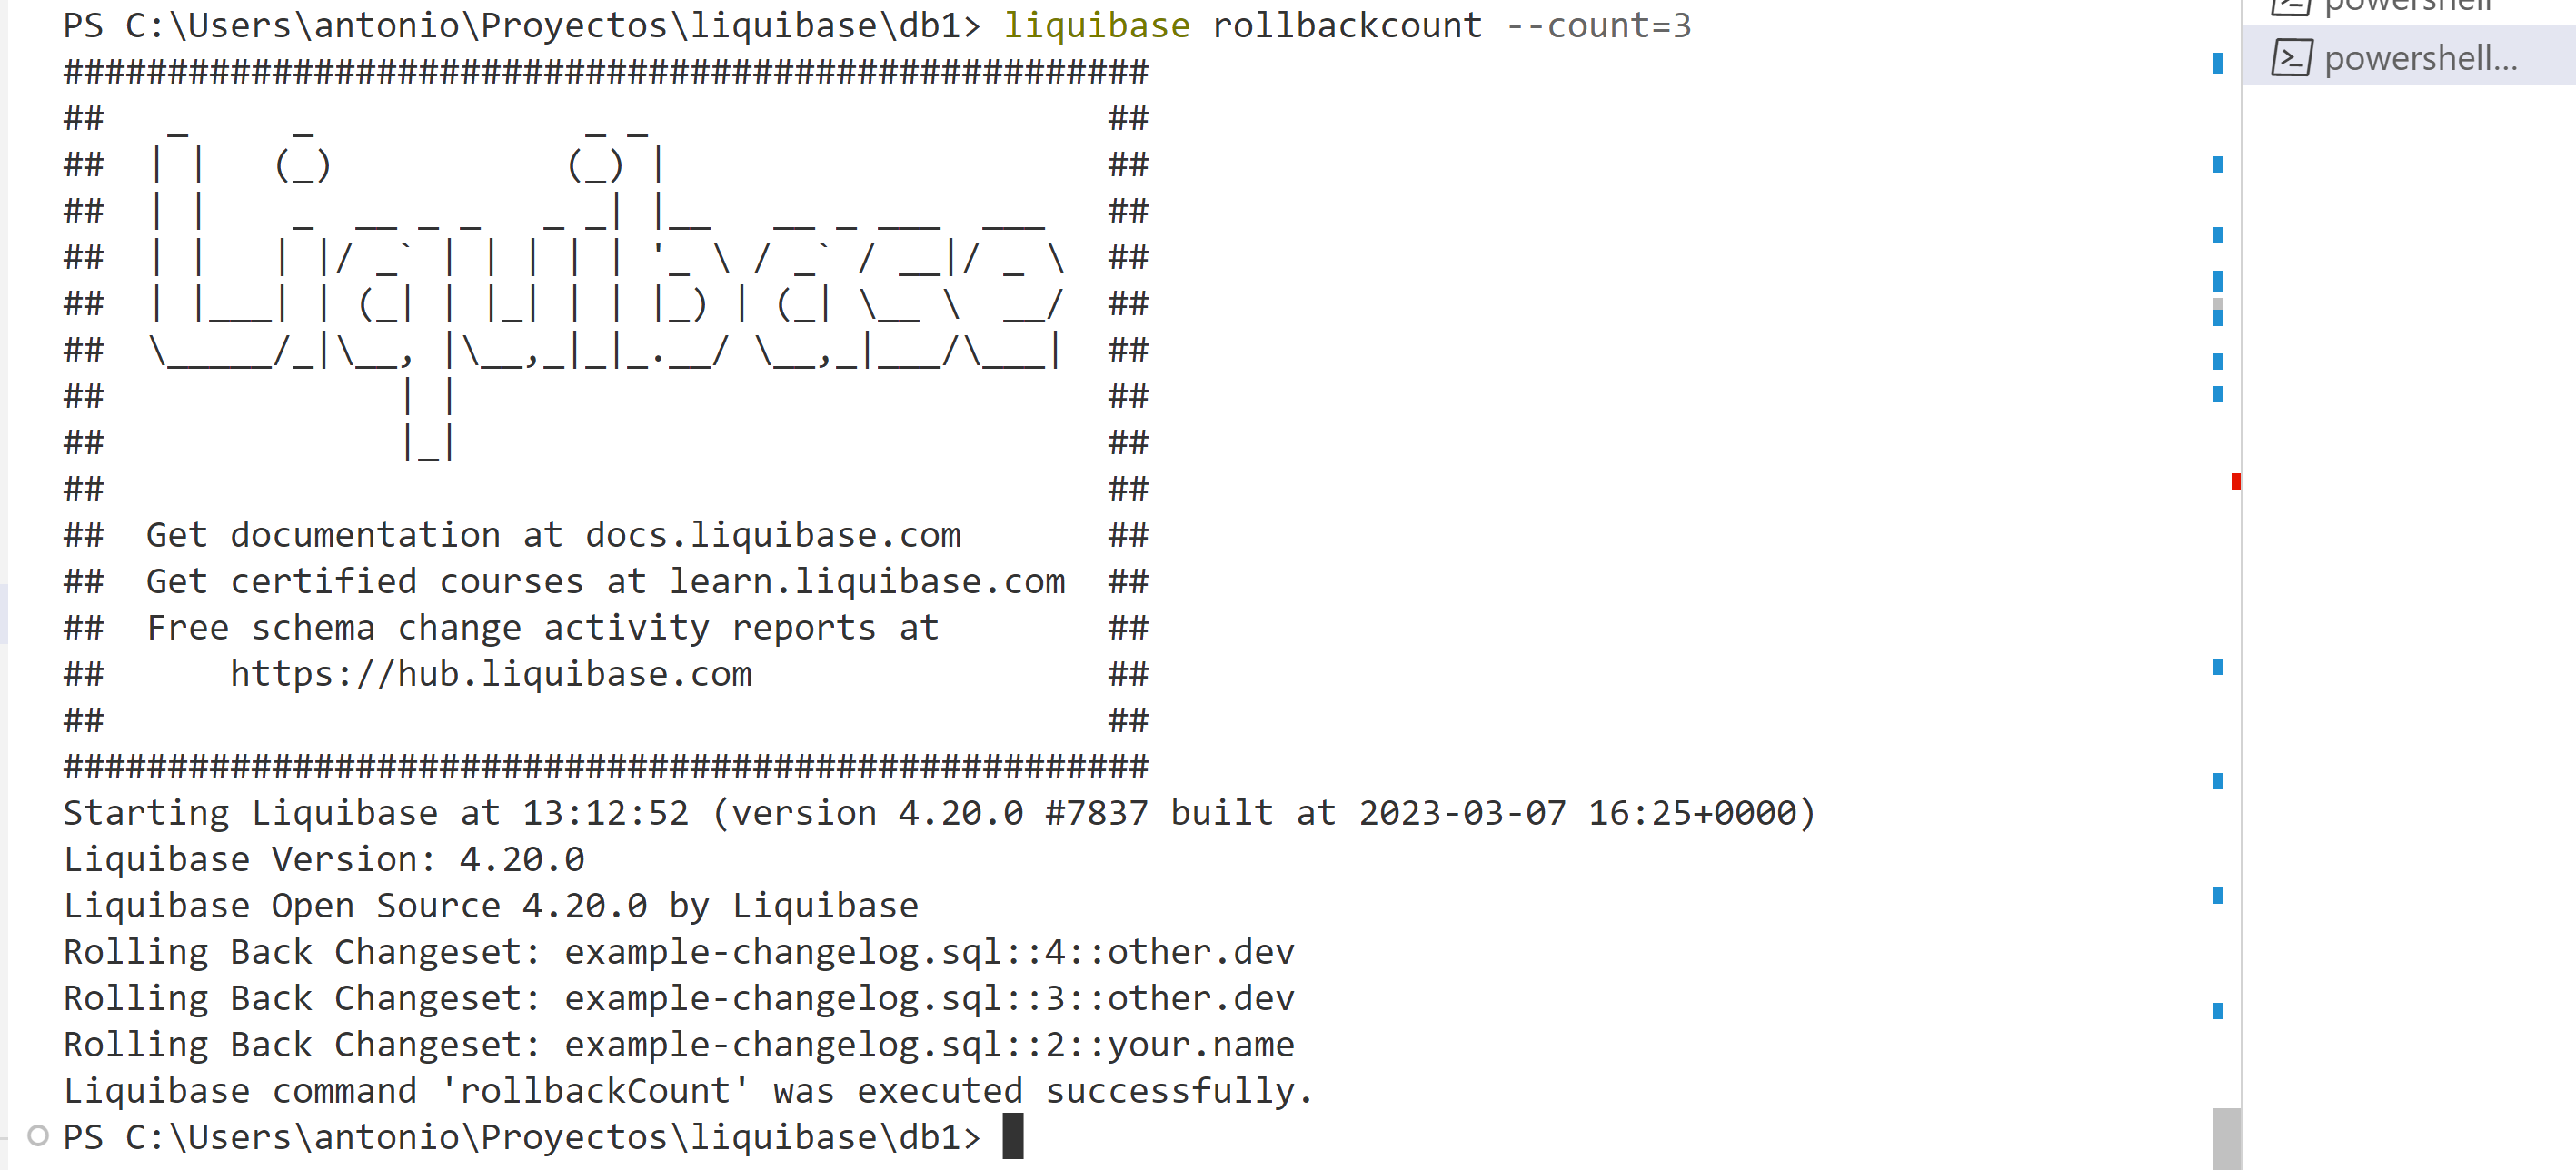 PS C:\Users\antonio\Proyectos\liquibase\db1> liquibase rollbackcount --count=3
####################################################
##   _     _             _ _                      ##
##  | |   (_)           (_) |                     ##
##  | |    _  __ _ _   _ _| |__   __ _ ___  ___   ##
##  | |   | |/ _` | | | | | '_ \ / _` / __|/ _ \  ##
##  | |___| | (_| | |_| | | |_) | (_| \__ \  __/  ##
##  \_____/_|\__, |\__,_|_|_.__/ \__,_|___/\___|  ##
##              | |                               ##
##              |_|                               ##
##                                                ##
##  Get documentation at docs.liquibase.com       ##
##  Get certified courses at learn.liquibase.com  ##
##  Free schema change activity reports at        ##
##      https://hub.liquibase.com                 ##
##                                                ##
####################################################
Starting Liquibase at 13:12:52 (version 4.20.0 #7837 built at 2023-03-07 16:25+0000)
Liquibase Version: 4.20.0
Liquibase Open Source 4.20.0 by Liquibase
Rolling Back Changeset: example-changelog.sql::4::other.dev
Rolling Back Changeset: example-changelog.sql::3::other.dev
Rolling Back Changeset: example-changelog.sql::2::your.name
Liquibase command 'rollbackCount' was executed successfully.
PS C:\Users\antonio\Proyectos\liquibase\db1>
powershell
powershell...